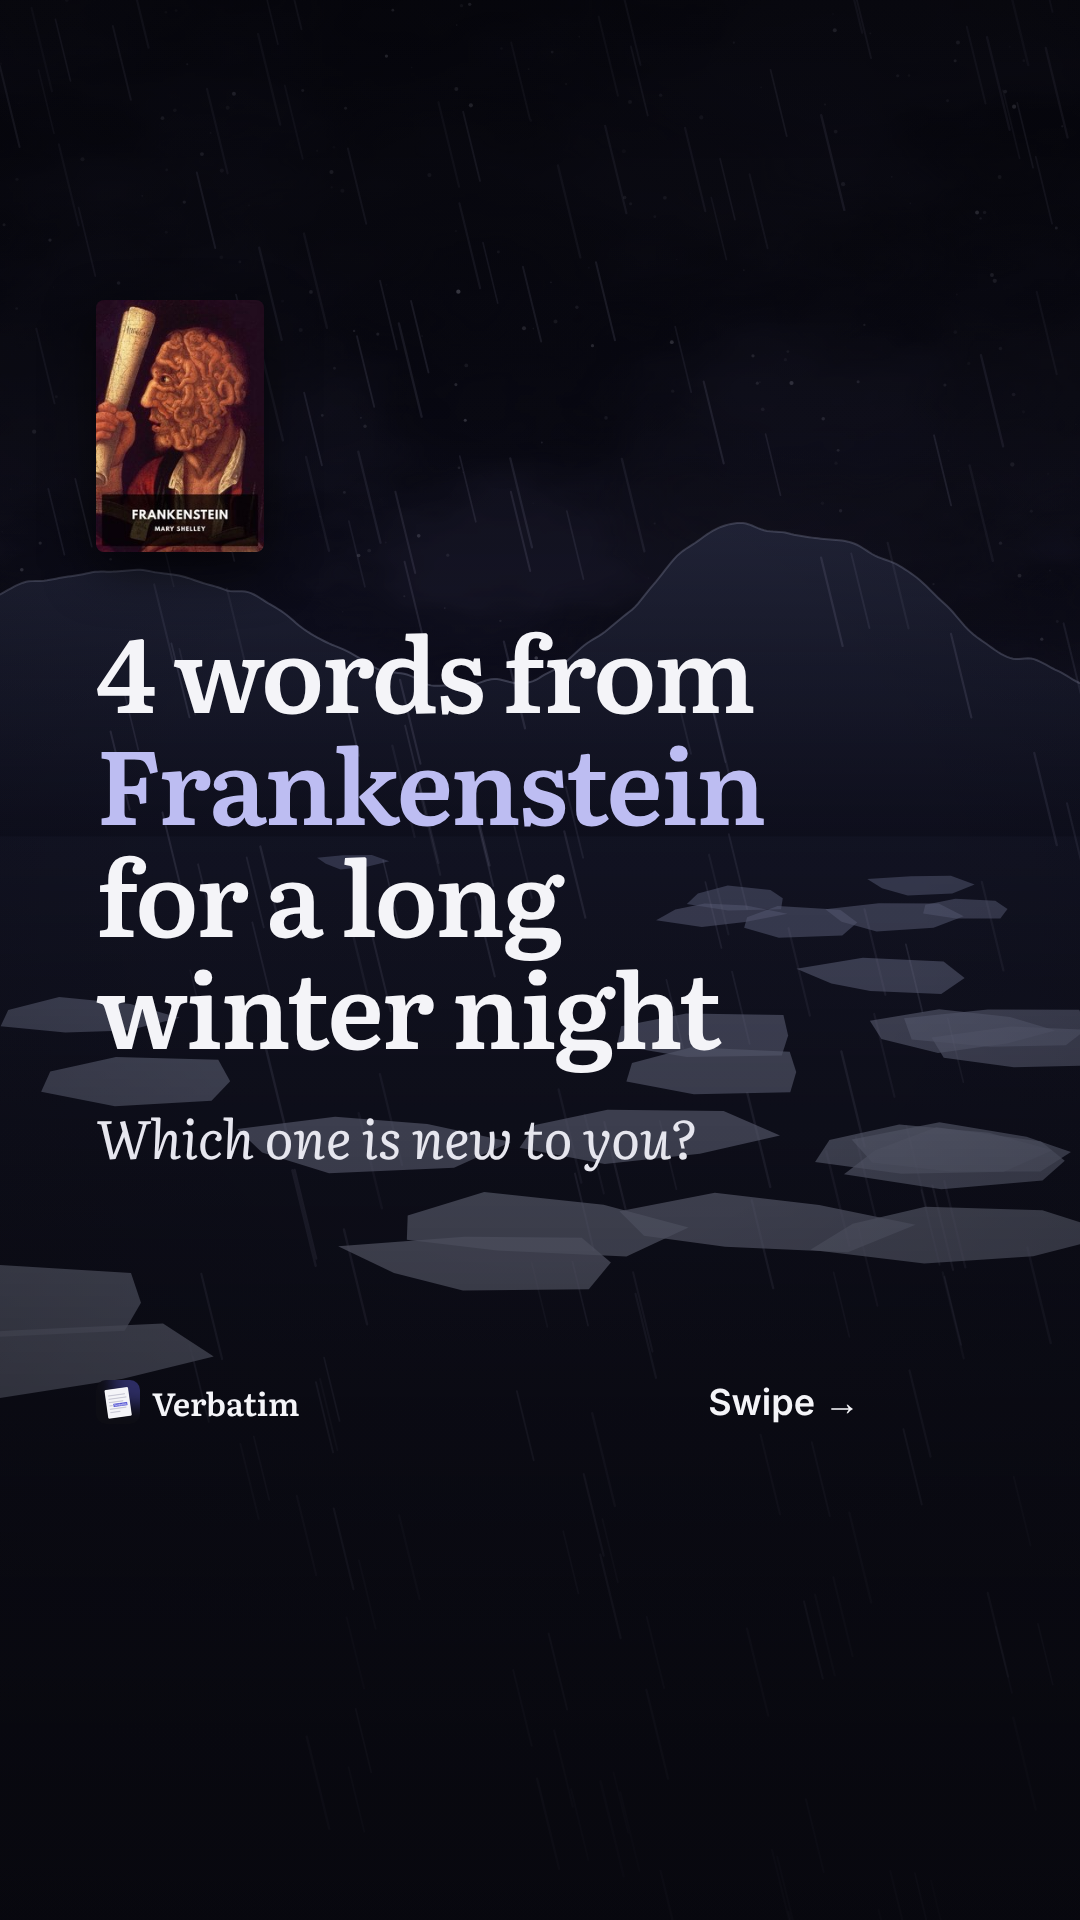 FRANKENSTEIN
MARY SHELLEY
4 words from
Frankenstein
for a long
winter night
Which one is new to you?
Verbatim
Swipe →